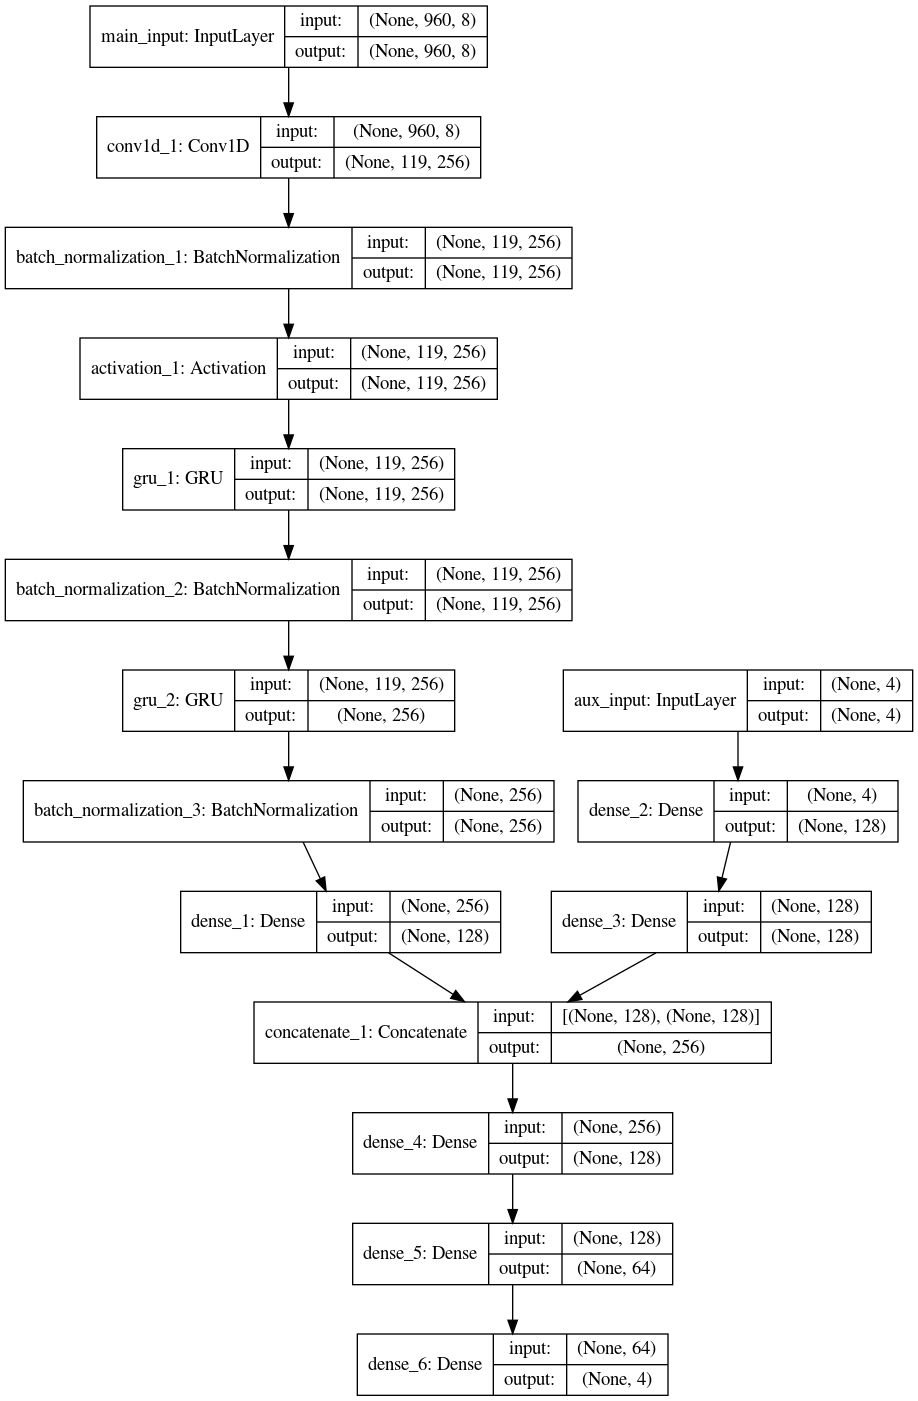 main_input: InputLayer
input: (None, 960, 8)
output: (None, 960, 8)
conv1d_1: Conv1D
input: (None, 960, 8)
output: (None, 119, 256)
batch_normalization_1: BatchNormalization
input: (None, 119, 256)
output: (None, 119, 256)
activation_1: Activation
input: (None, 119, 256)
output: (None, 119, 256)
gru_1: GRU
input: (None, 119, 256)
output: (None, 119, 256)
batch_normalization_2: BatchNormalization
input: (None, 119, 256)
output: (None, 119, 256)
gru_2: GRU
input: (None, 119, 256)
output: (None, 256)
aux_input: InputLayer
input: (None, 4)
output: (None, 4)
batch_normalization_3: BatchNormalization
input: (None, 256)
output: (None, 256)
dense_2: Dense
input: (None, 4)
output: (None, 128)
dense_1: Dense
input: (None, 256)
output: (None, 128)
dense_3: Dense
input: (None, 128)
output: (None, 128)
concatenate_1: Concatenate
input: [(None, 128), (None, 128)]
output: (None, 256)
dense_4: Dense
input: (None, 256)
output: (None, 128)
dense_5: Dense
input: (None, 128)
output: (None, 64)
dense_6: Dense
input: (None, 64)
output: (None, 4)